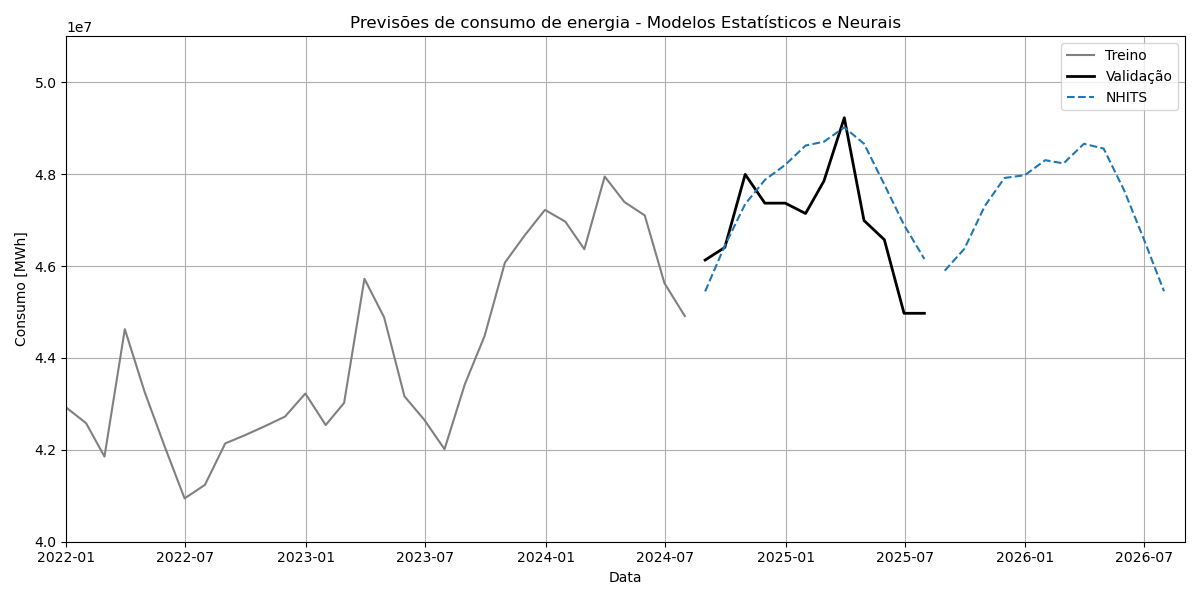 Previsões de consumo de energia - Modelos Estatísticos e Neurais
1e7
Treino
Validação
NHITS
5.0
4.8
4.6
4.4
4.2
4.0
Consumo [MWh]
2022-01 2022-07 2023-01 2023-07 2024-01 2024-07 2025-01 2025-07 2026-01 2026-07
Data